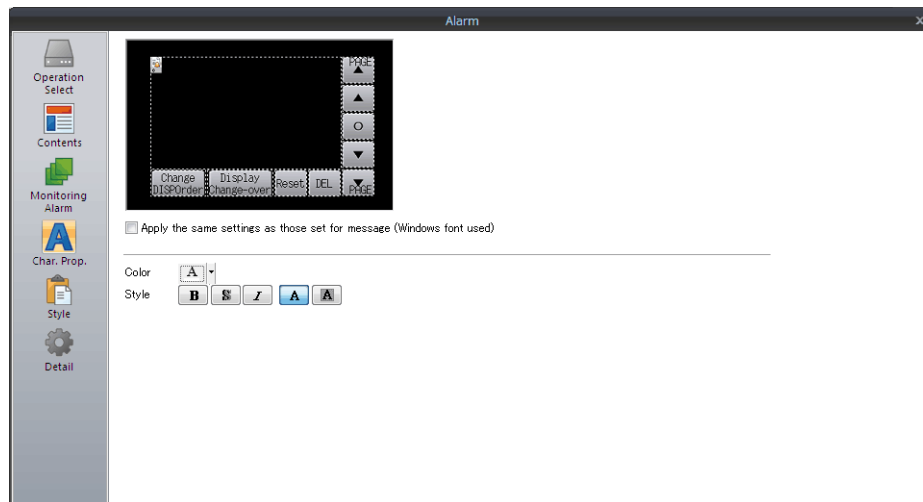 Alarm
Operation
Select
Contents
Monitoring
Alarm
Char. Prop.
Style
Detail
PAGE
O
Change
DISPOrder
Display
Change-over
Reset
DEL
PAGE
Apply the same settings as those set for message (Windows font used)
Color
A
Style
B
S
I
A
A